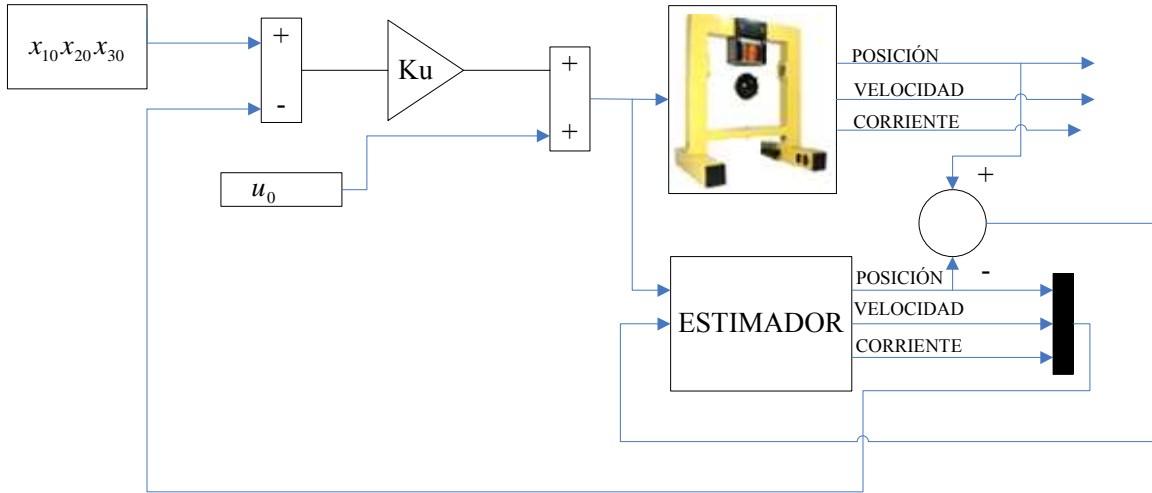 x₁₀x₂₀x₃₀
+
-
Ku
+
+
u₀
POSICIÓN
VELOCIDAD
CORRIENTE
+
-
ESTIMADOR
POSICIÓN
VELOCIDAD
CORRIENTE